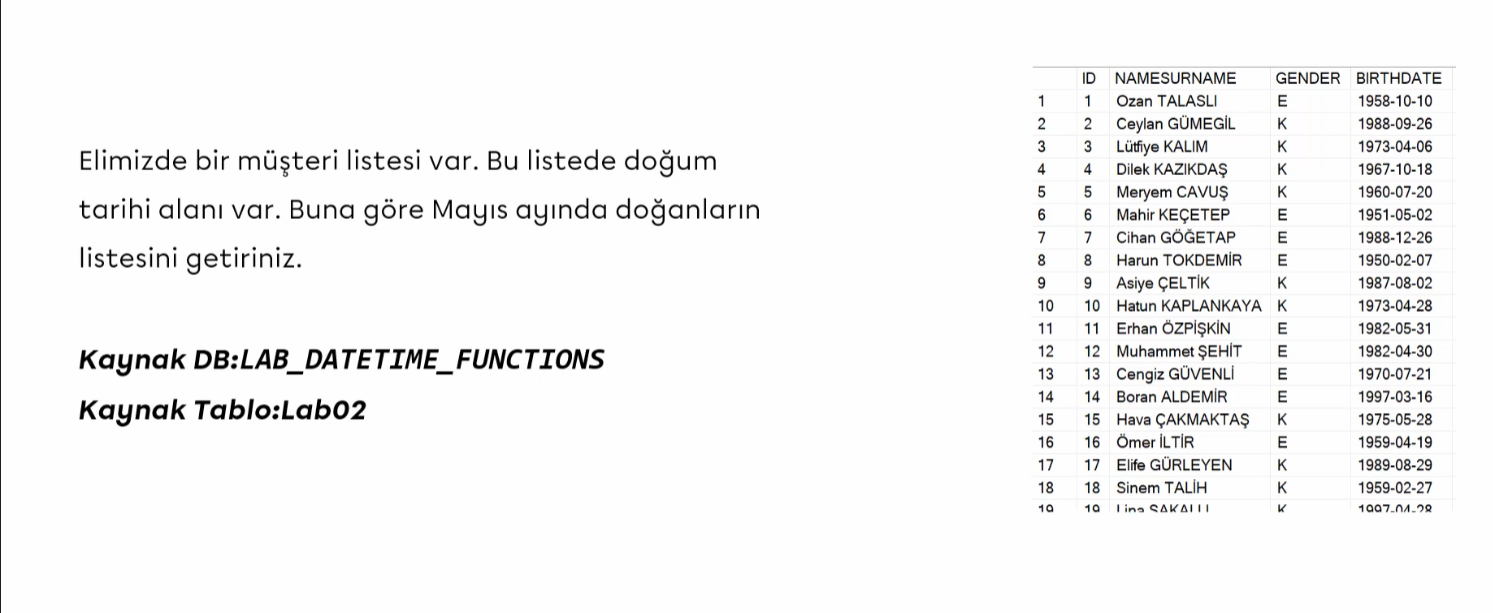 Elimizde bir müşteri listesi var. Bu listede doğum
tarihi alanı var. Buna göre Mayıs ayında doğanların
listesini getiriniz.
Kaynak DB:LAB_DATETIME_FUNCTIONS
Kaynak Tablo:Lab02
ID NAMESURNAME GENDER BIRTHDATE
1 1 Ozan TALASLI E 1958-10-10
2 2 Ceylan GÜMEGİL K 1988-09-26
3 3 Lütfiye KALIM K 1973-04-06
4 4 Dilek KAZIKDAŞ K 1967-10-18
5 5 Meryem CAVUŞ K 1960-07-20
6 6 Mahir KEÇETEP E 1951-05-02
7 7 Cihan GÖĞETAP E 1988-12-26
8 8 Harun TOKDEMİR E 1950-02-07
9 9 Asiye ÇELTİK K 1987-08-02
10 10 Hatun KAPLANKAYA K 1973-04-28
11 11 Erhan ÖZPİŞKİN E 1982-05-31
12 12 Muhammet ŞEHİT E 1982-04-30
13 13 Cengiz GÜVENLİ E 1970-07-21
14 14 Boran ALDEMİR E 1997-03-16
15 15 Hava ÇAKMAKTAŞ K 1975-05-28
16 16 Ömer İLTİR E 1959-04-19
17 17 Elife GÜRLEYEN K 1989-08-29
18 18 Sinem TALİH K 1959-02-27
19 19 Lina SAKALLI K 1997-04-28